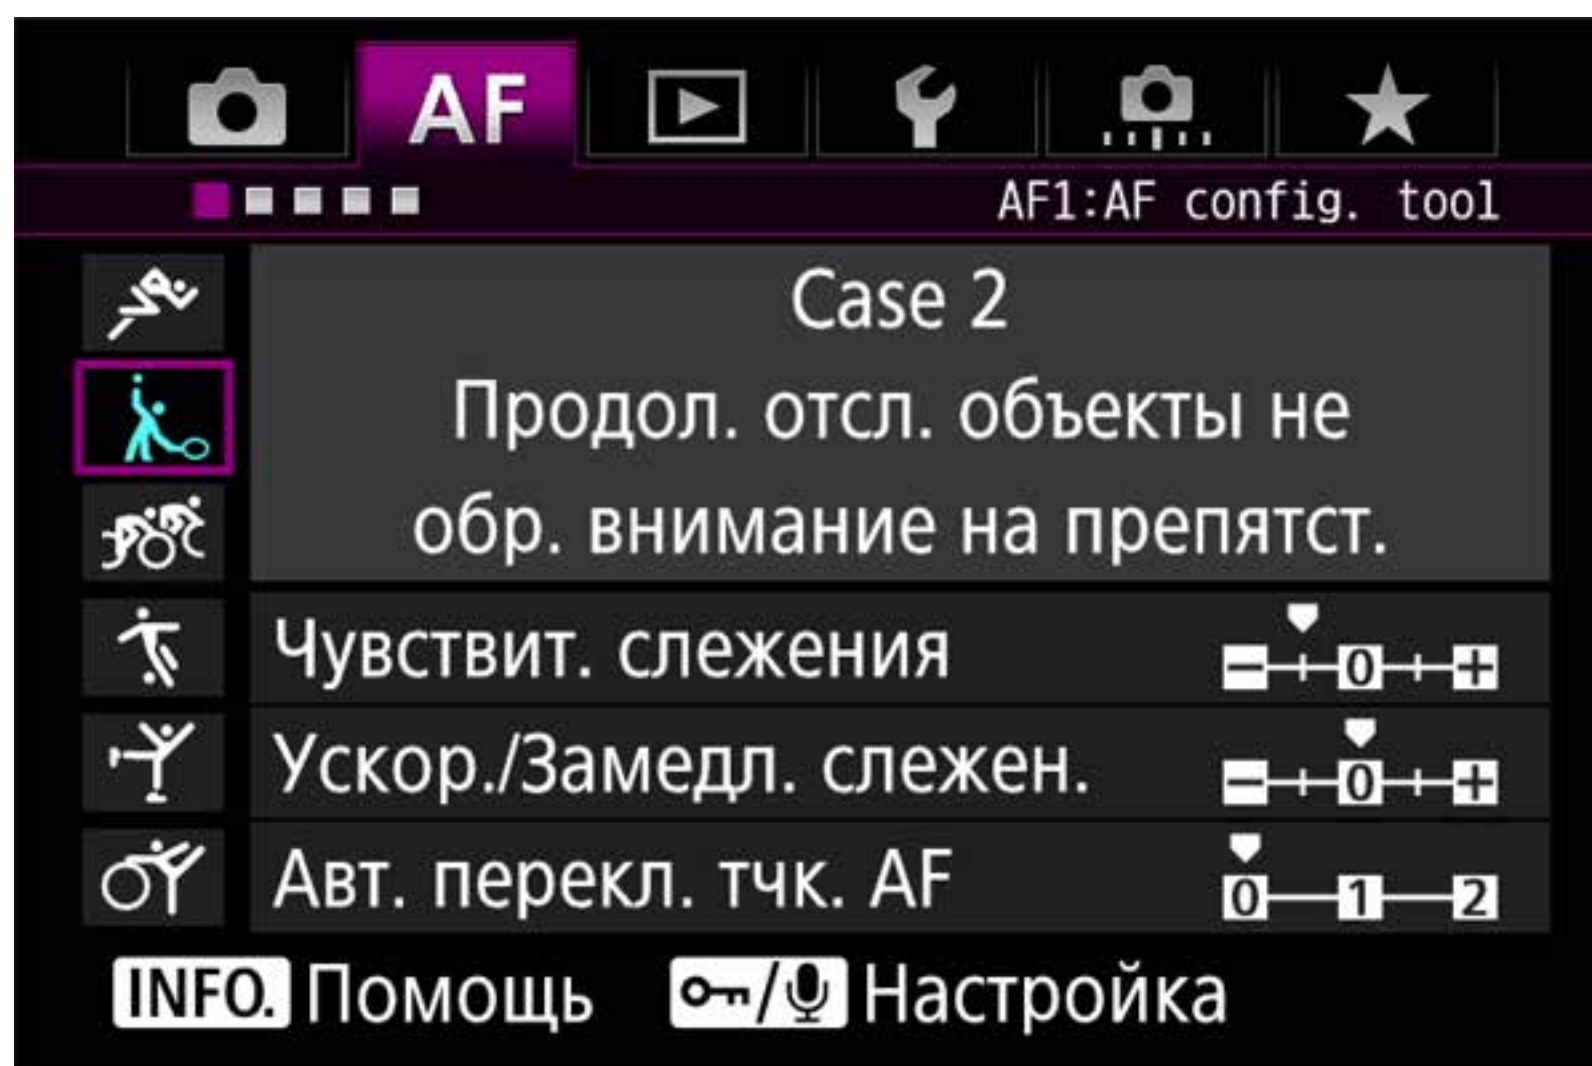 AF
AF1:AF config. tool
Case 2
Продол. отсл. объекты не
обр. внимание на препятст.
Чувствит. слежения
− 0 +
Ускор./Замедл. слежен.
− 0 +
Авт. перекл. тчк. AF
0 1 2
INFO. Помощь / Настройка